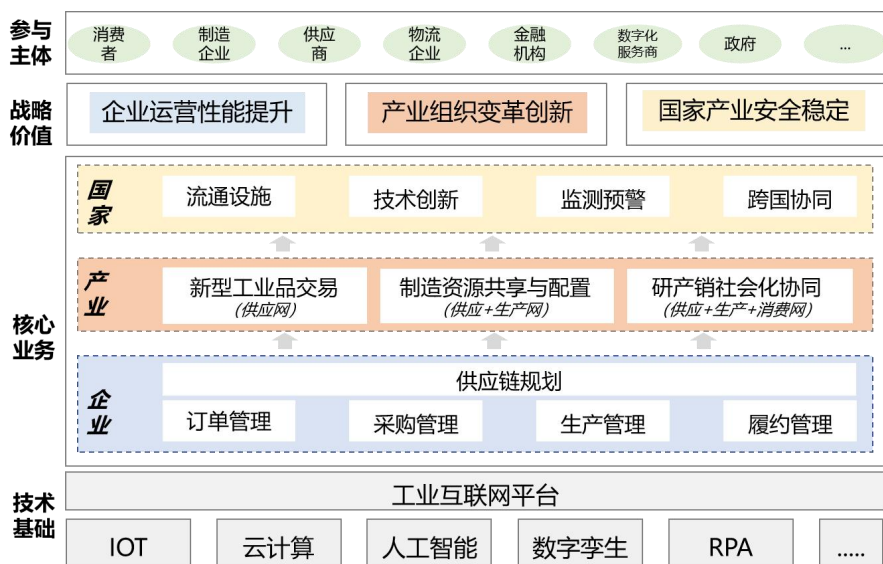 参与
主体
消费
者
制造
企业
供应
商
物流
企业
金融
机构
数字化
服务商
政府
...
战略
价值
企业运营性能提升
产业组织变革创新
国家产业安全稳定
核心
业务
国
家
流通设施
技术创新
监测预警
跨国协同
产
业
新型工业品交易
(供应网)
制造资源共享与配置
(供应+生产网)
研产销社会化协同
(供应+生产+消费网)
企
业
供应链规划
订单管理
采购管理
生产管理
履约管理
技术
基础
工业互联网平台
IOT
云计算
人工智能
数字孪生
RPA
.....